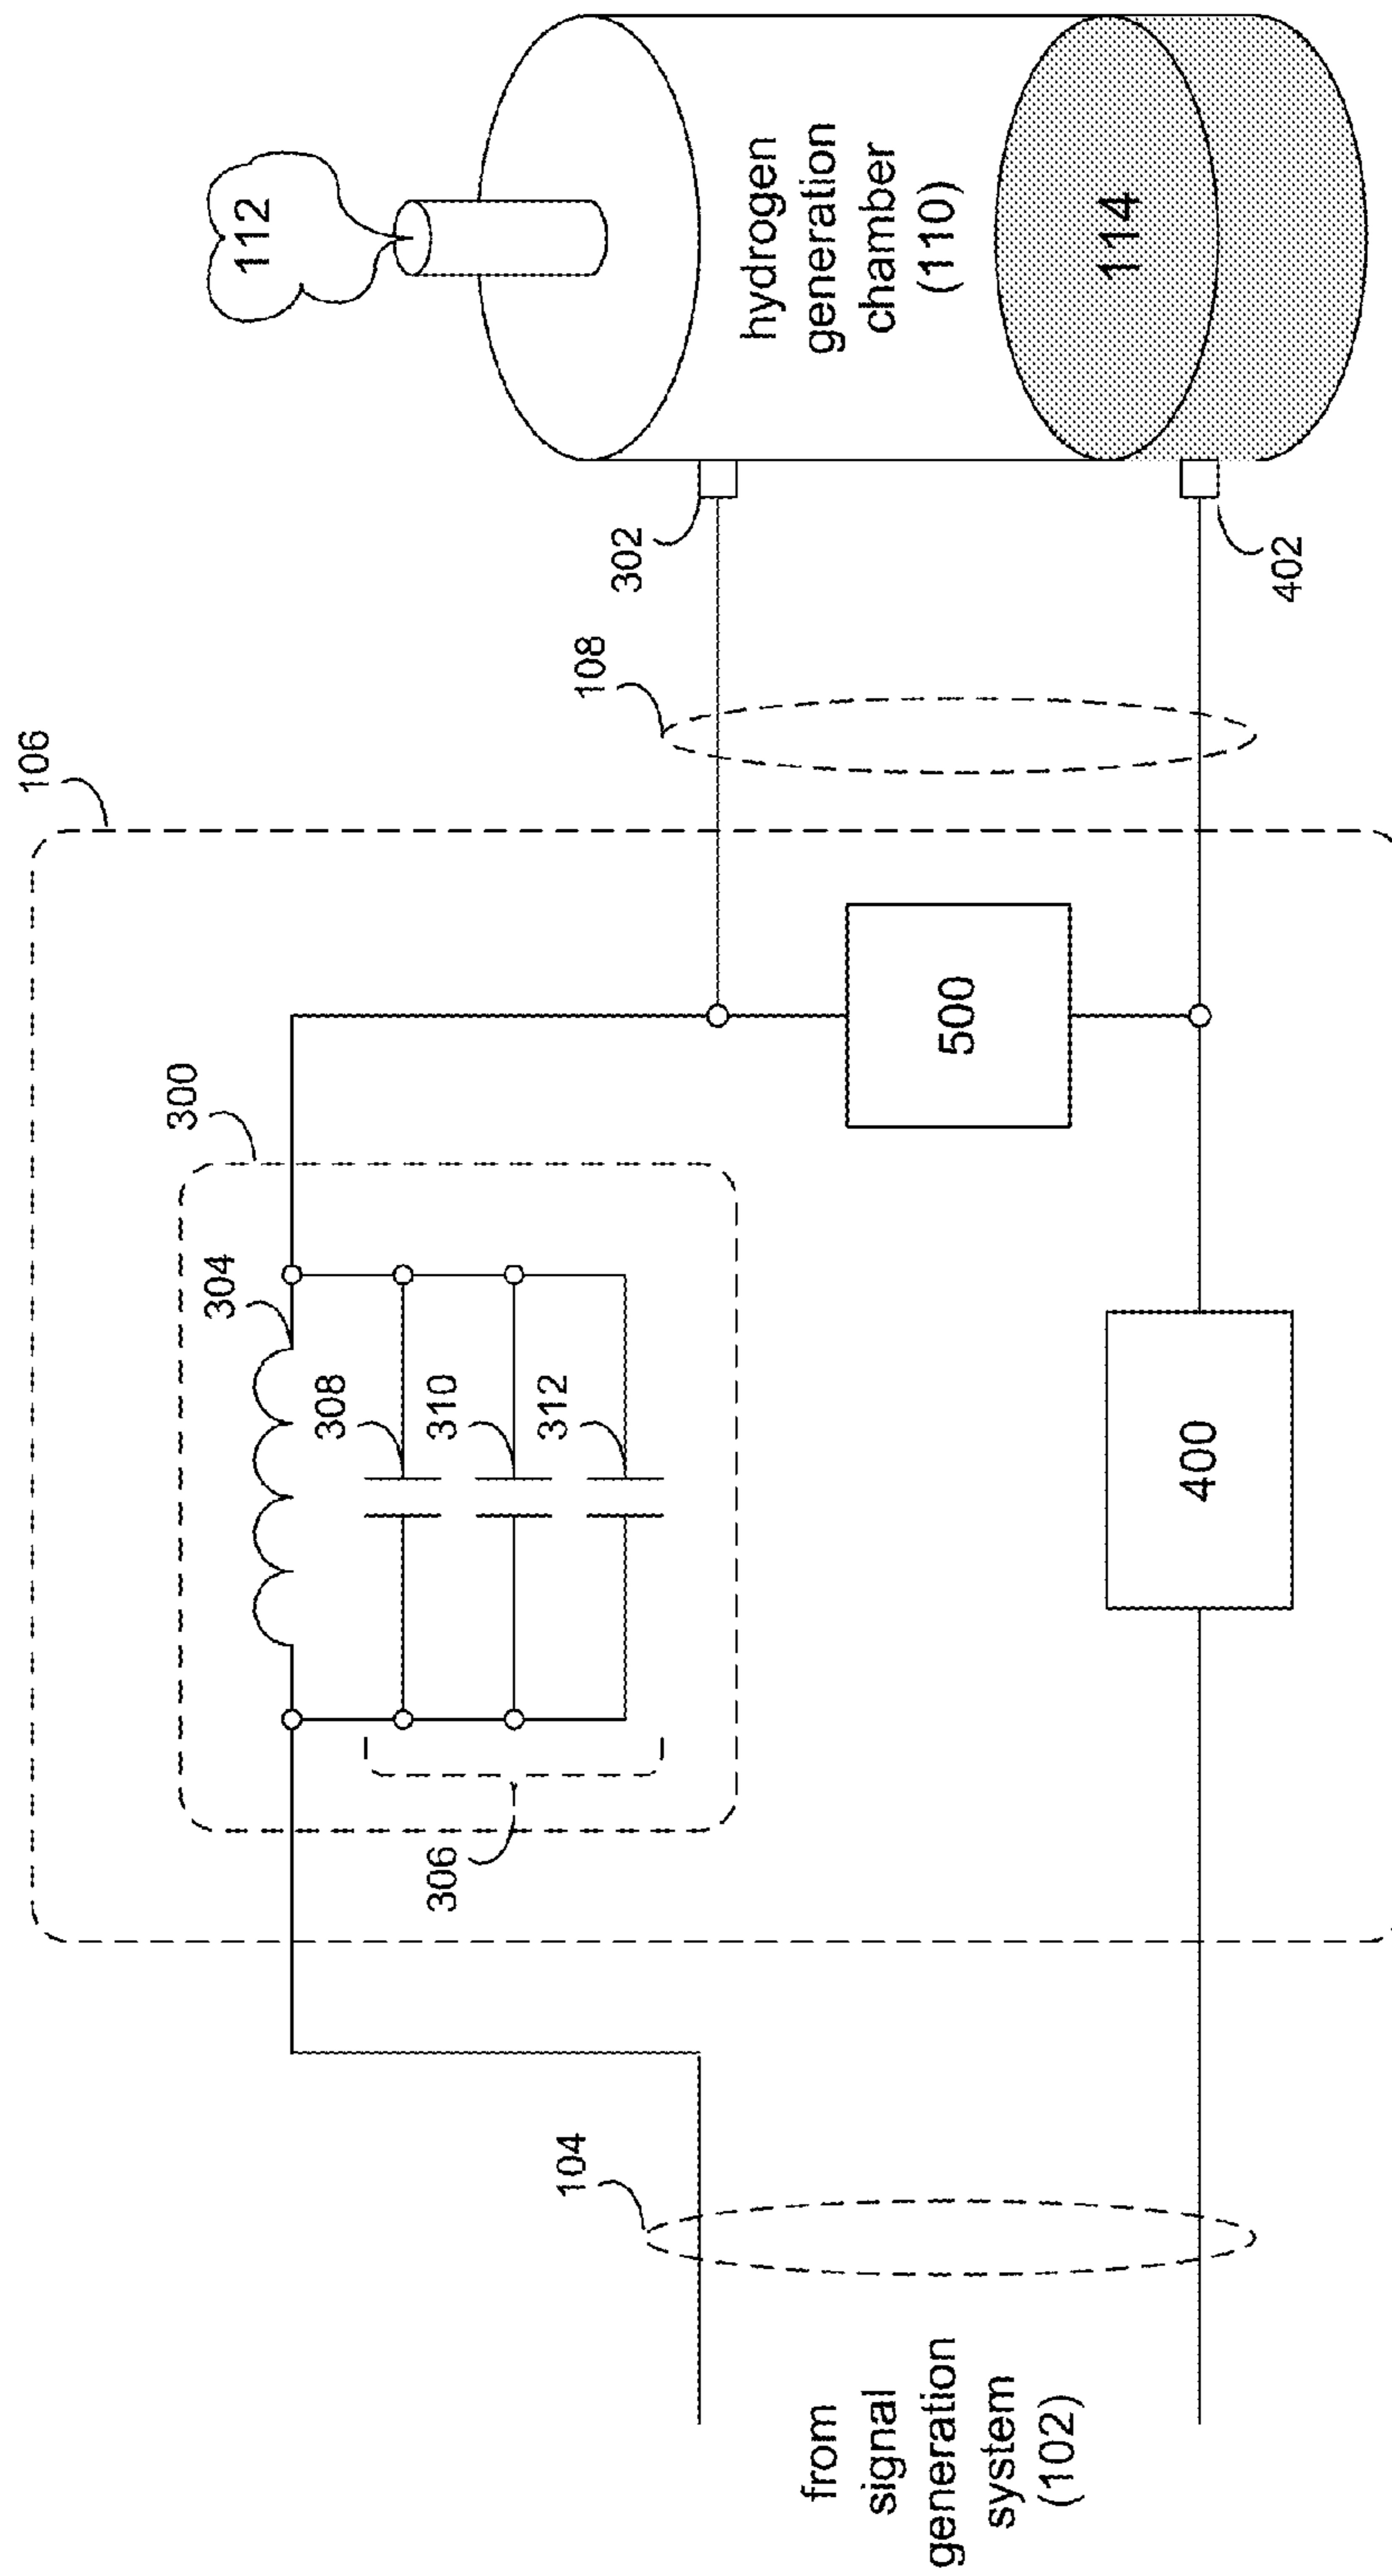 106
300
304
308
310
312
306
104
from
signal
generation
system
(102)
400
500
108
302
402
112
hydrogen
generation
chamber
(110)
114